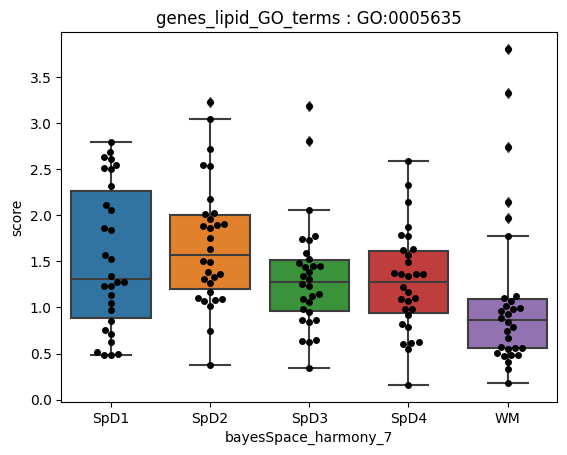 genes_lipid_GO_terms : GO:0005635
score
3.5
3.0
2.5
2.0
1.5
1.0
0.5
0.0
SpD1 SpD2 SpD3 SpD4 WM
bayesSpace_harmony_7